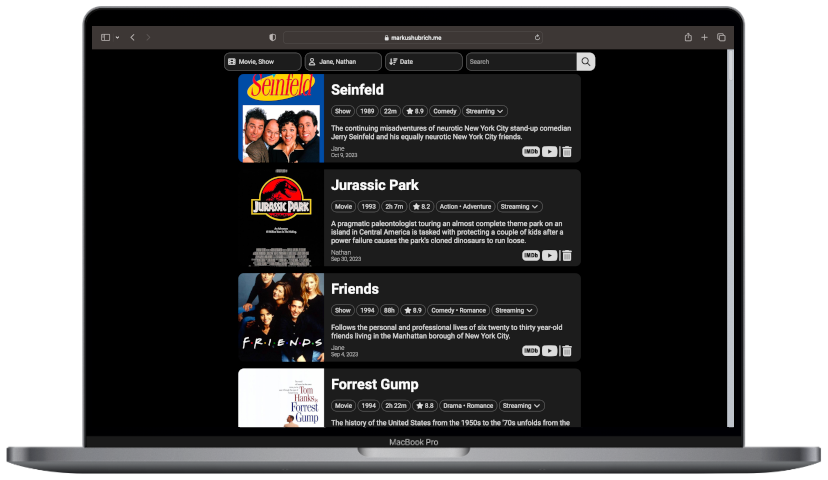 markushubrich.me
Movie, Show
Jane, Nathan
Date
Search
Seinfeld
Seinfeld
Show
1989
22m
8.9
Comedy
Streaming
The continuing misadventures of neurotic New York City stand-up comedian
Jerry Seinfeld and his equally neurotic New York City friends.
Jane
Oct 9, 2023
IMDb
JURASSIC PARK
Jurassic Park
Movie
1993
2h 7m
8.2
Action • Adventure
Streaming
A pragmatic paleontologist touring an almost complete theme park on an
island in Central America is tasked with protecting a couple of kids after a
power failure causes the park's cloned dinosaurs to run loose.
Nathan
Sep 30, 2023
IMDb
F·R·I·E·N·D·S
Friends
Show
1994
88h
8.9
Comedy • Romance
Streaming
Follows the personal and professional lives of six twenty to thirty year-old
friends living in the Manhattan borough of New York City.
Jane
Sep 4, 2023
IMDb
Tom
Hanks is
Forrest
Gump
Forrest Gump
Movie
1994
2h 22m
8.8
Drama • Romance
Streaming
The history of the United States from the 1950s to the '70s unfolds from the
MacBook Pro